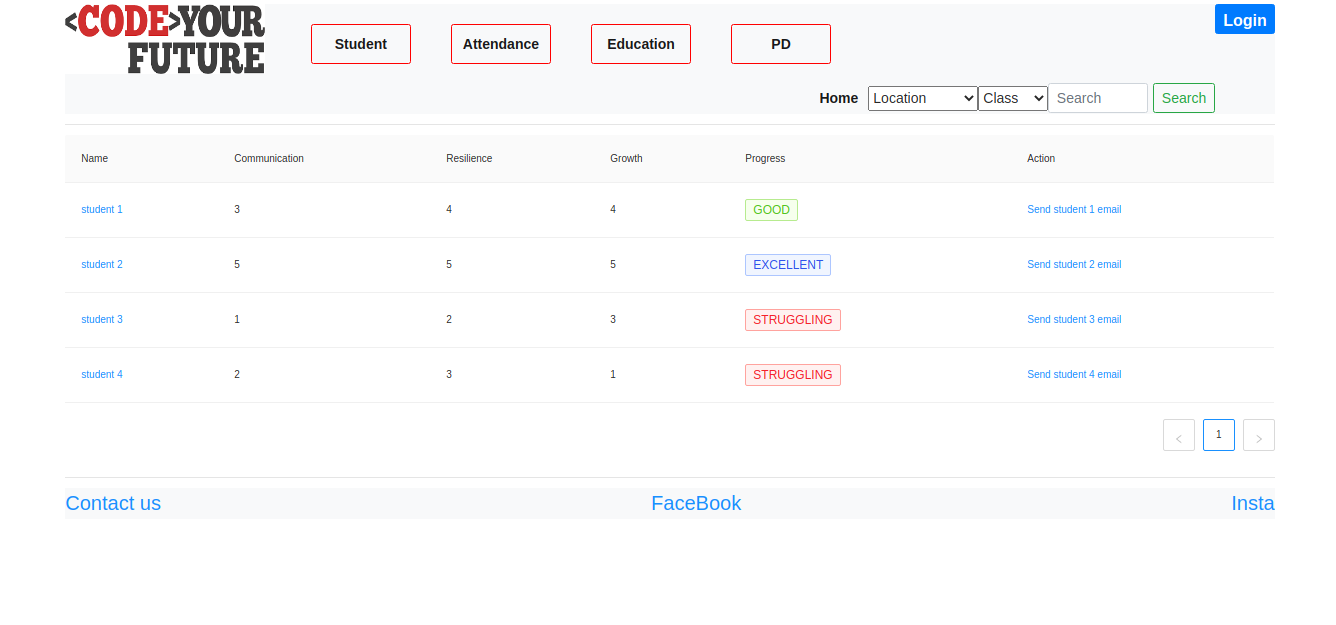 <CODE>YOUR
FUTURE
Student Attendance Education PD
Login
Home Location Class Search Search
Name Communication Resilience Growth Progress Action
student 1 3 4 4 GOOD Send student 1 email
student 2 5 5 5 EXCELLENT Send student 2 email
student 3 1 2 3 STRUGGLING Send student 3 email
student 4 2 3 1 STRUGGLING Send student 4 email
< 1 >
Contact us FaceBook Insta